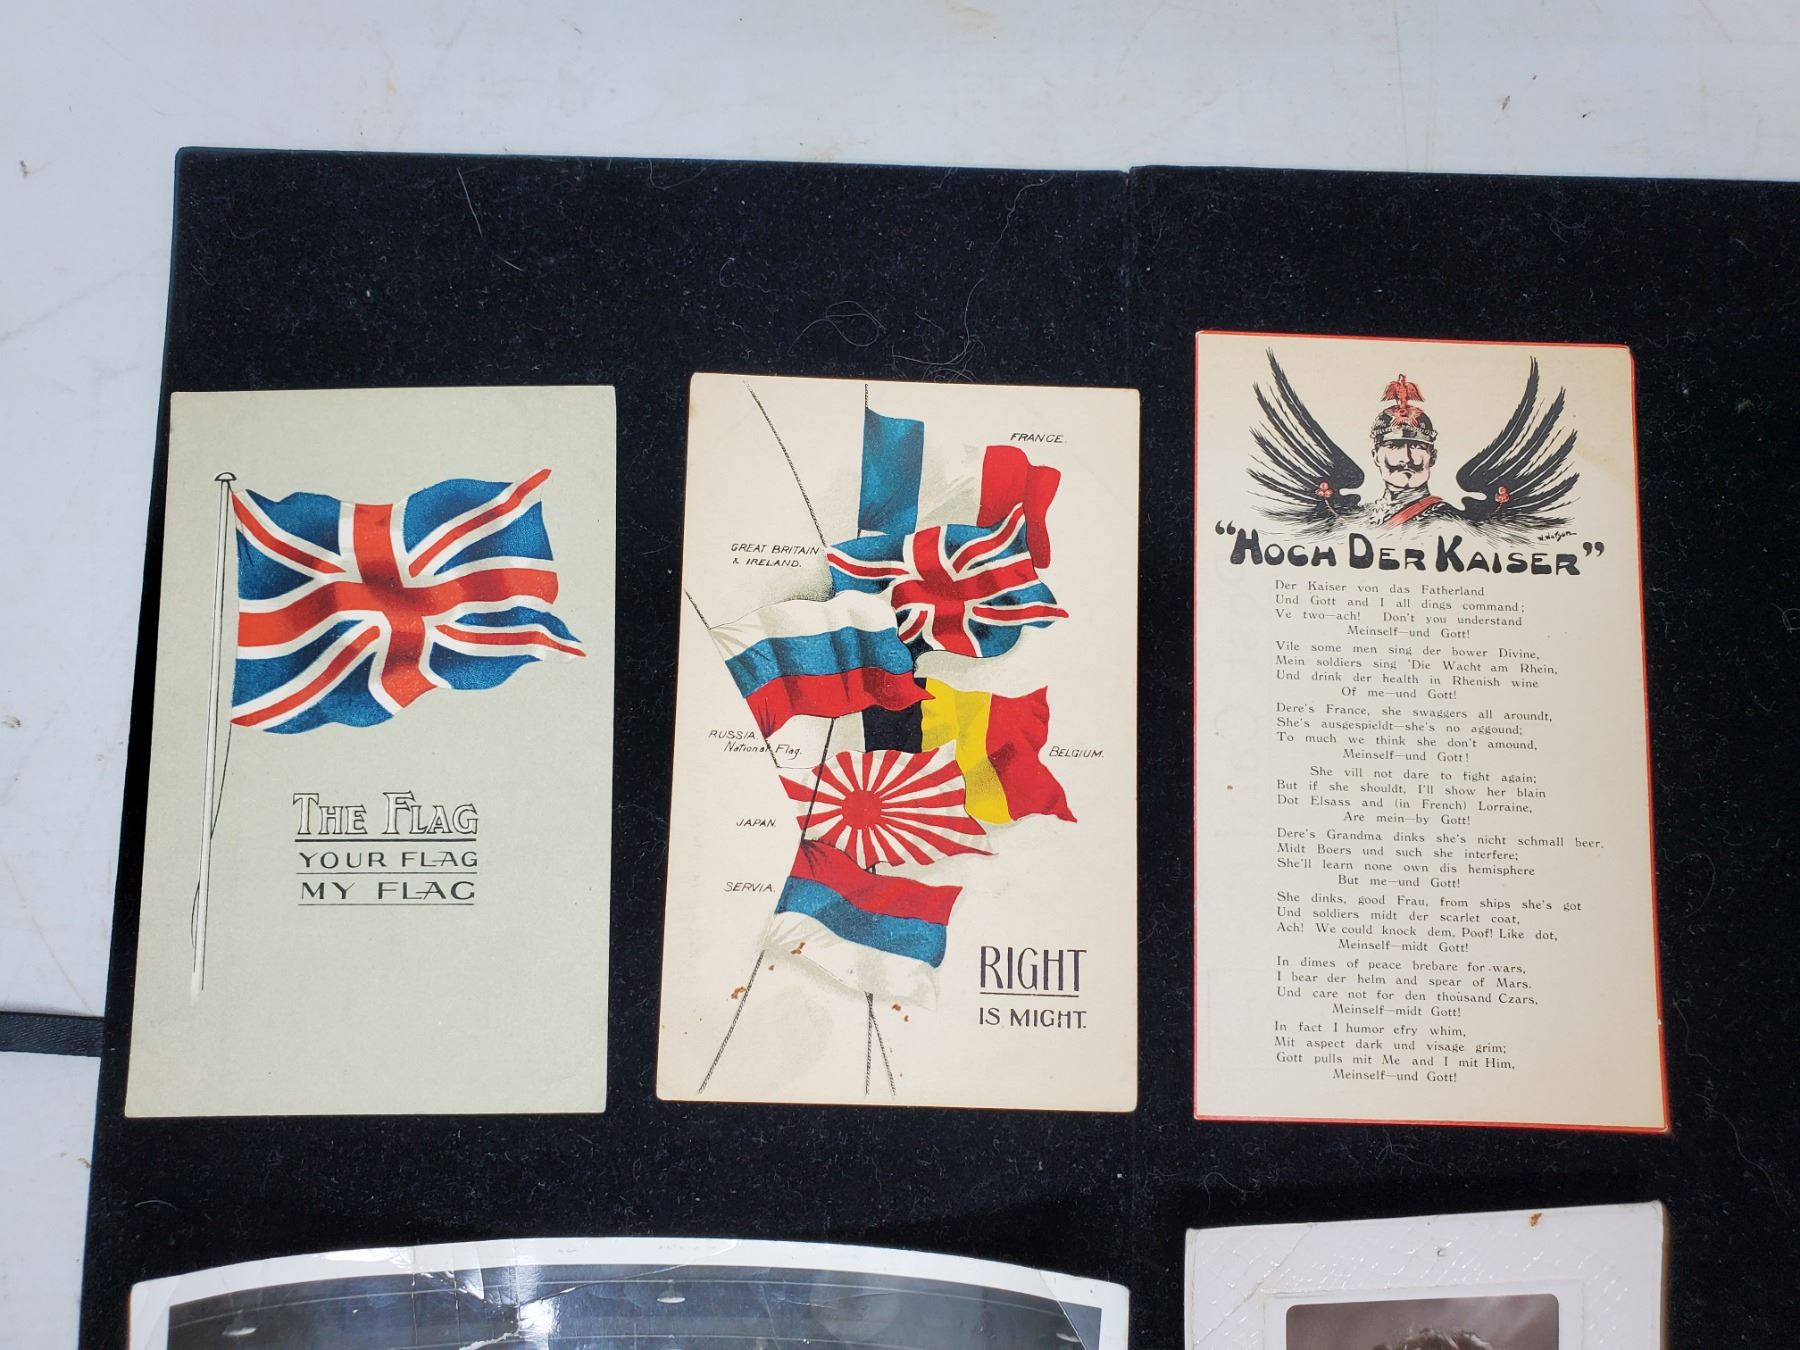 THE FLAG
YOUR FLAG
MY FLAG
FRANCE.
GREAT BRITAIN
& IRELAND.
RUSSIA.
National Flag.
BELGIUM.
JAPAN.
SERVIA.
RIGHT
IS MIGHT.
W. Watson
"HOCH DER KAISER"
Der Kaiser von das Fatherland
Und Gott and I all dings command;
Ve two—ach! Don't you understand
Meinself—und Gott!
Vile some men sing der bower Divine,
Mein soldiers sing 'Die Wacht am Rhein,
Und drink der health in Rhenish wine
Of me—und Gott!
Dere's France, she swaggers all aroundt,
She's ausgespieldt—she's no aggound;
To much we think she don't amound,
Meinself—und Gott!
She vill not dare to fight again;
But if she shouldt, I'll show her blain
Dot Elsass and (in French) Lorraine,
Are mein—by Gott!
Dere's Grandma dinks she's nicht schmall beer,
Midt Boers und such she interfere;
She'll learn none own dis hemisphere
But me—und Gott!
She dinks, good Frau, from ships she's got
Und soldiers midt der scarlet coat,
Ach! We could knock dem, Poof! Like dot,
Meinself—midt Gott!
In dimes of peace brebare for wars,
I bear der helm and spear of Mars.
Und care not for den thousand Czars,
Meinself—midt Gott!
In fact I humor efry whim,
Mit aspect dark und visage grim;
Gott pulls mit Me and I mit Him,
Meinself—und Gott!